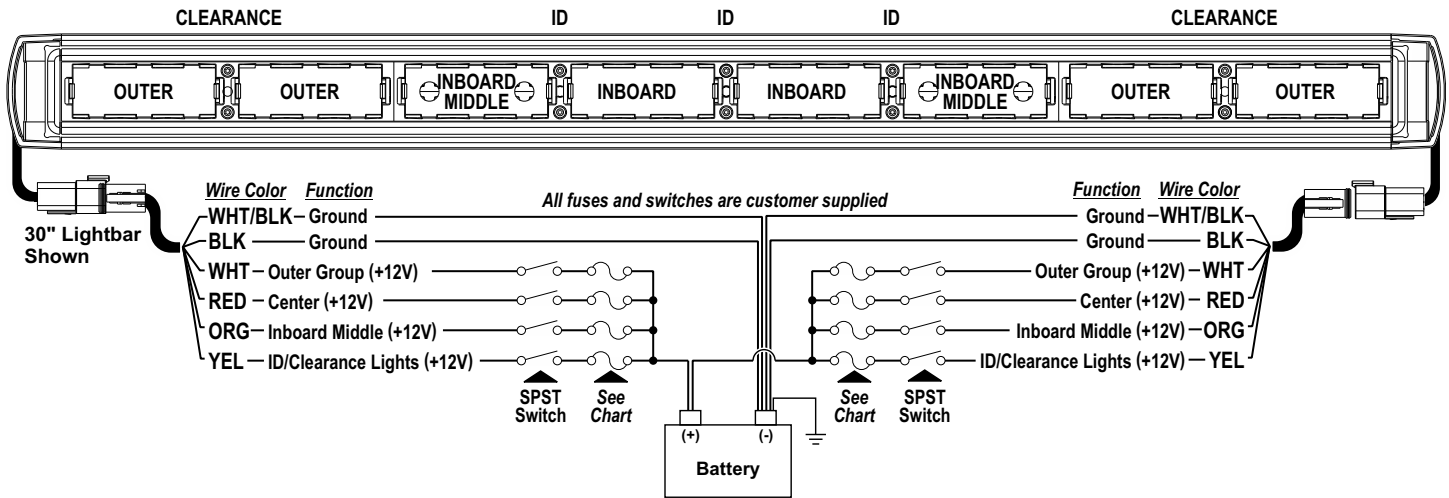 CLEARANCE ID ID ID CLEARANCE
OUTER OUTER INBOARD MIDDLE INBOARD INBOARD INBOARD MIDDLE OUTER OUTER
30" Lightbar
Shown
All fuses and switches are customer supplied
Wire Color Function
WHT/BLK Ground
BLK Ground
WHT Outer Group (+12V)
RED Center (+12V)
ORG Inboard Middle (+12V)
YEL ID/Clearance Lights (+12V)
SPST
Switch
See
Chart
Function Wire Color
Ground WHT/BLK
Ground BLK
Outer Group (+12V) WHT
Center (+12V) RED
Inboard Middle (+12V) ORG
ID/Clearance Lights (+12V) YEL
See
Chart
SPST
Switch
(+) (-)
Battery